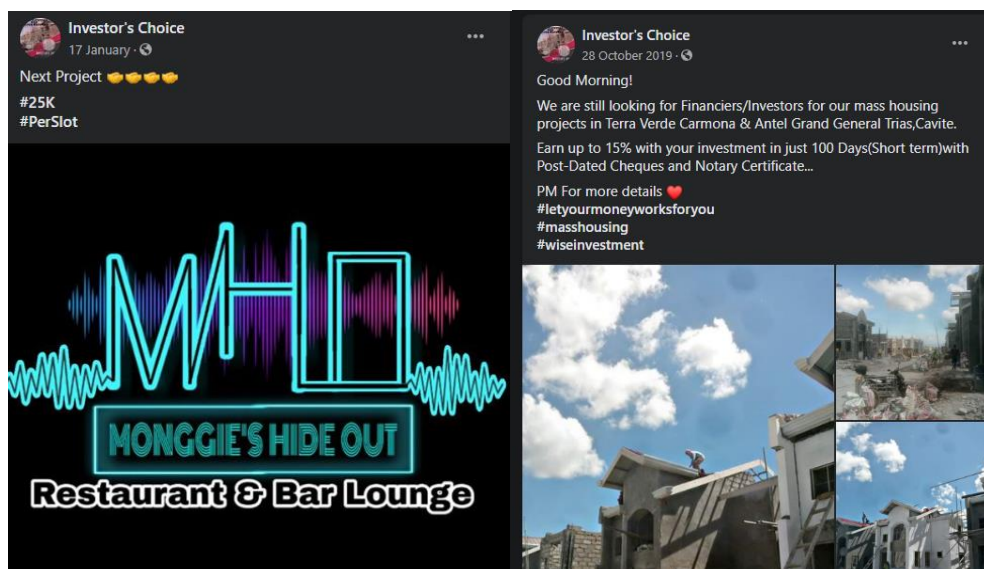 Investor's Choice
17 January ·
Next Project 🤝🤝🤝🤝
#25K
#PerSlot
MHO
MONGGIE'S HIDE OUT
Restaurant & Bar Lounge
Investor's Choice
28 October 2019 ·
Good Morning!
We are still looking for Financiers/Investors for our mass housing
projects in Terra Verde Carmona & Antel Grand General Trias,Cavite.
Earn up to 15% with your investment in just 100 Days(Short term)with
Post-Dated Cheques and Notary Certificate...
PM For more details ❤️
#letyourmoneyworksforyou
#masshousing
#wiseinvestment